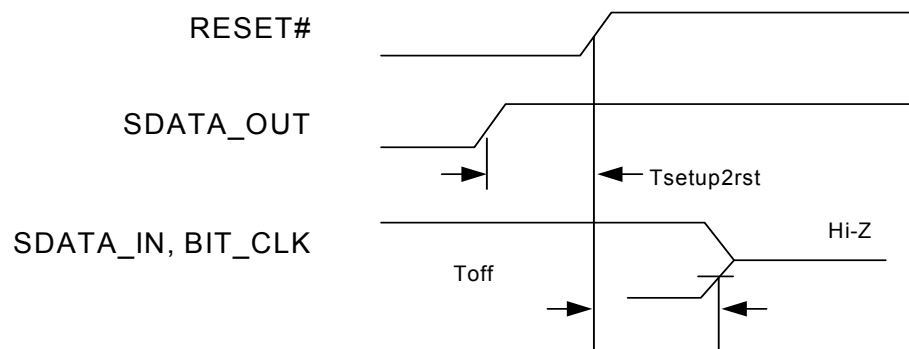 RESET#
SDATA_OUT
Tsetup2rst
SDATA_IN, BIT_CLK
Hi-Z
Toff